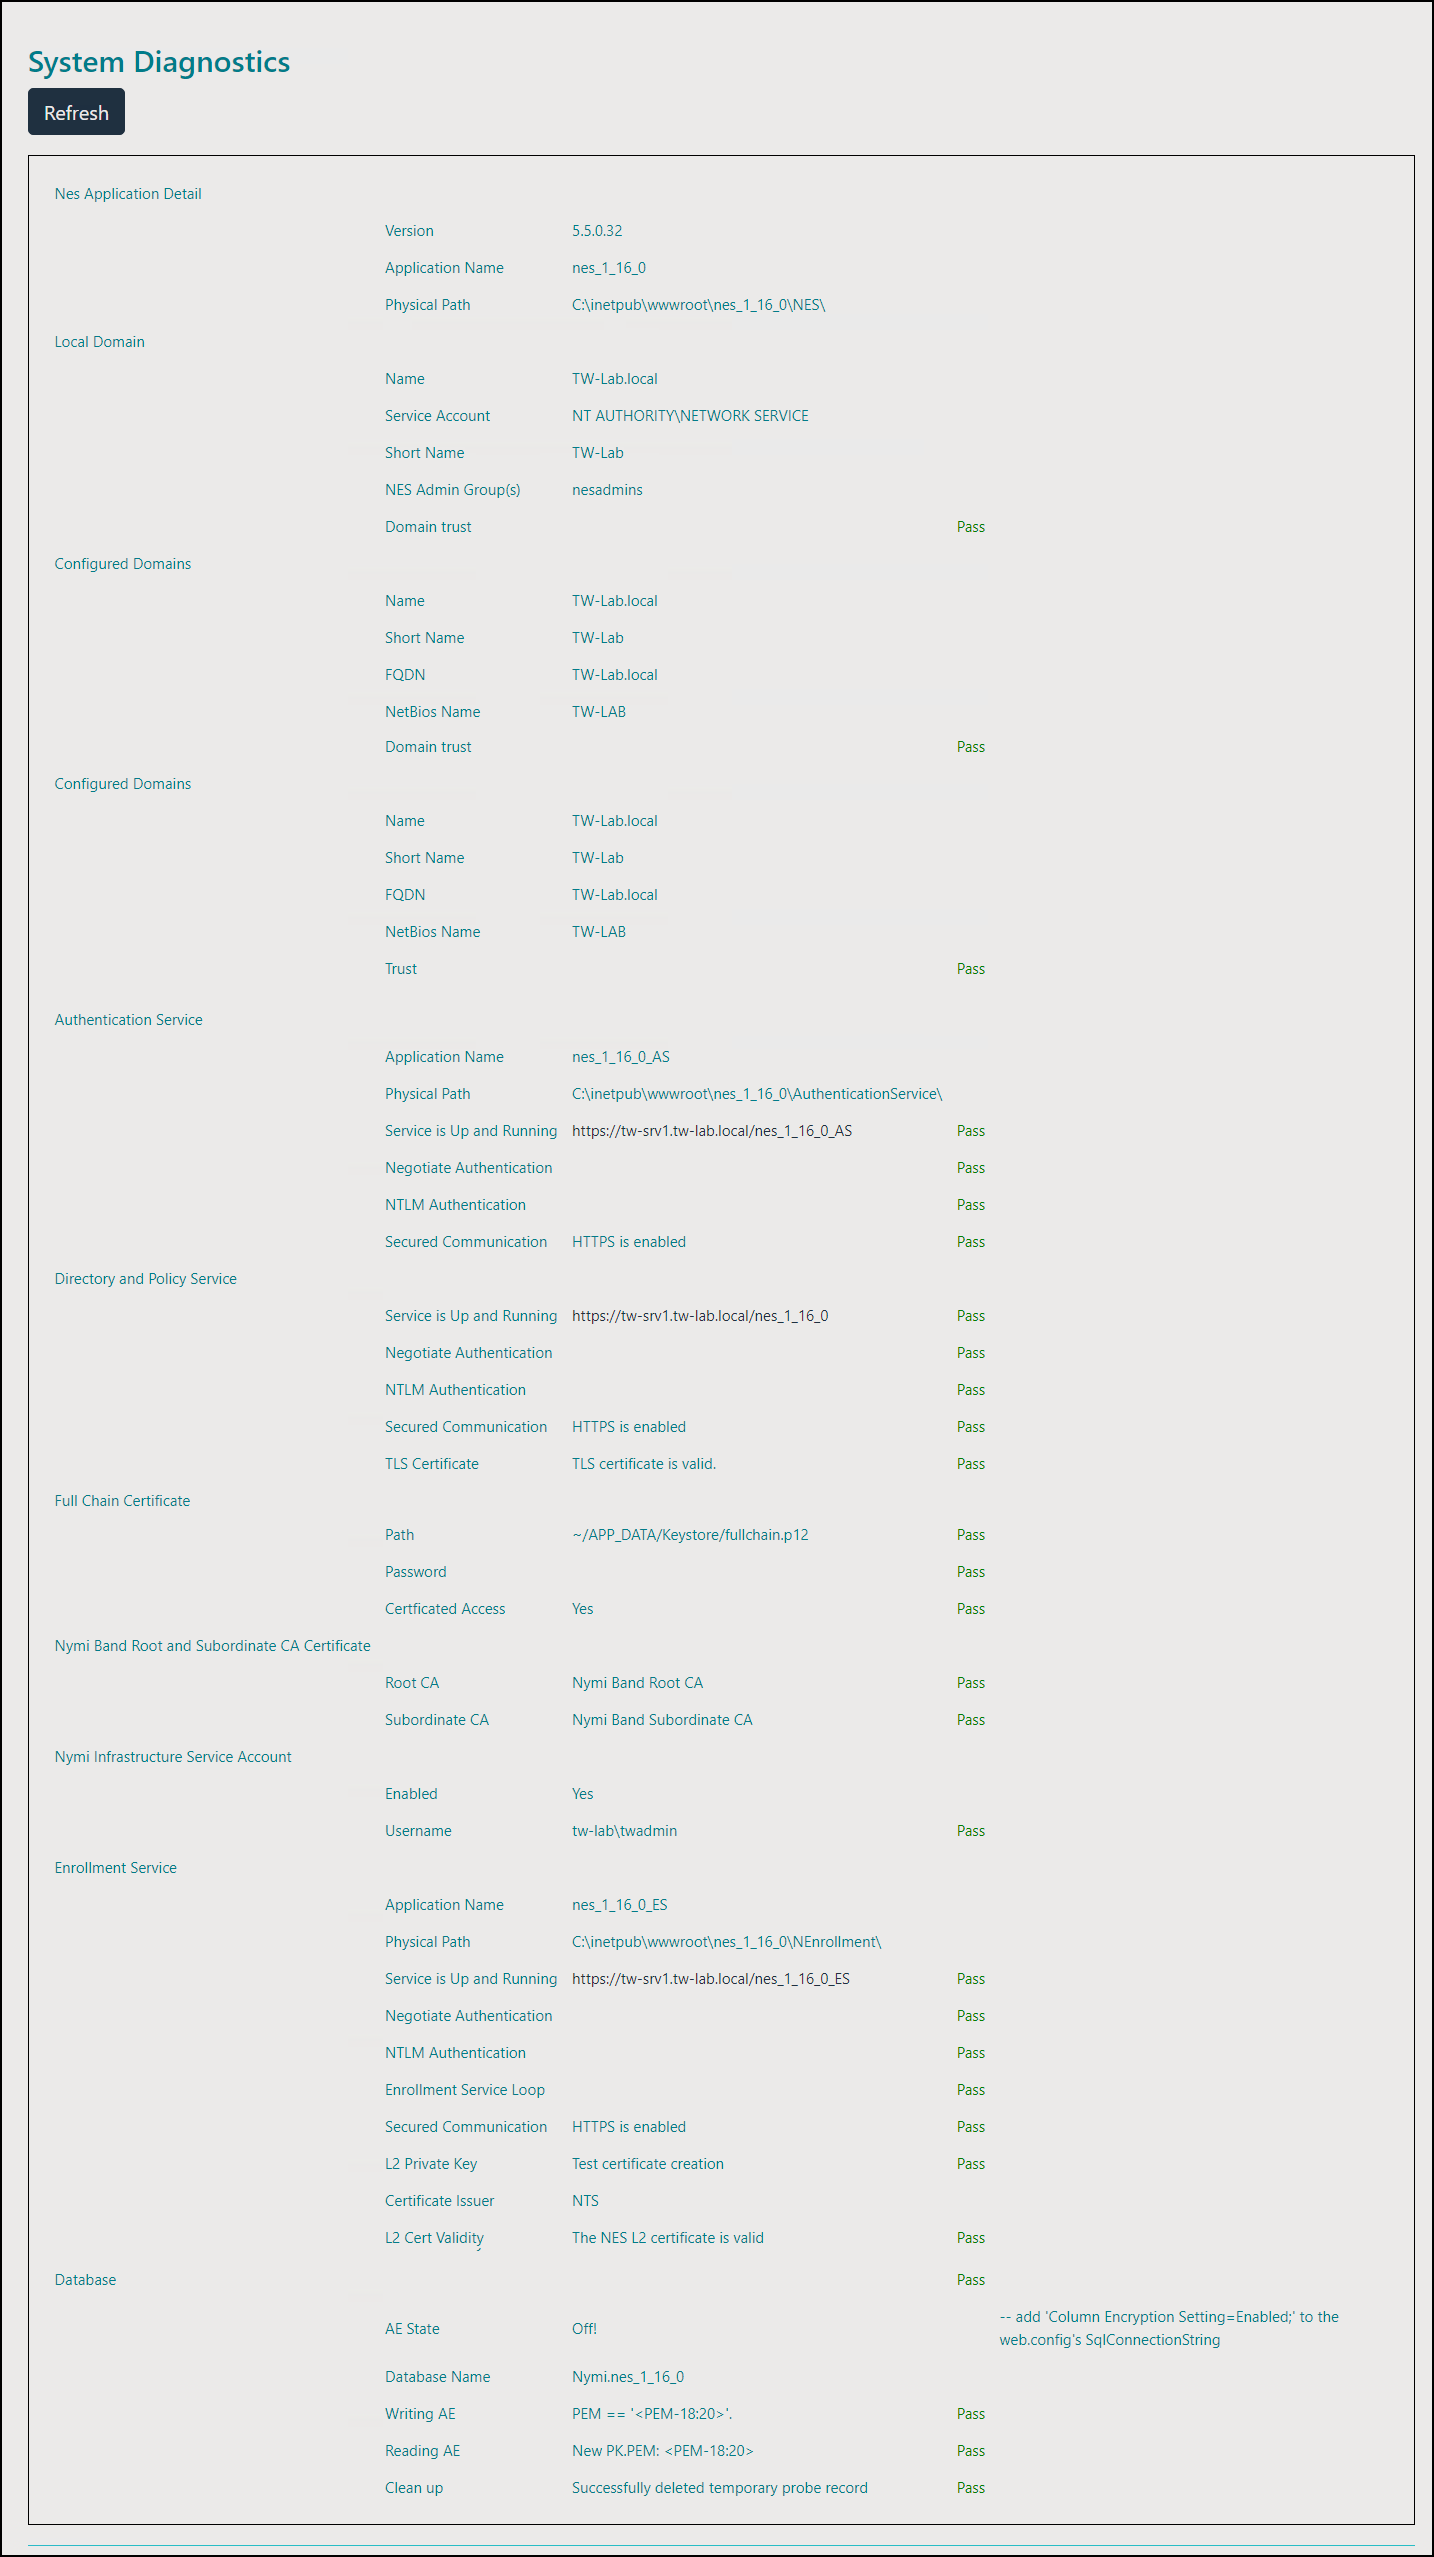 System Diagnostics
Refresh
Nes Application Detail
Version 5.5.0.32
Application Name nes_1_16_0
Physical Path C:\inetpub\wwwroot\nes_1_16_0\NES\
Local Domain
Name TW-Lab.local
Service Account NT AUTHORITY\NETWORK SERVICE
Short Name TW-Lab
NES Admin Group(s) nesadmins
Domain trust Pass
Configured Domains
Name TW-Lab.local
Short Name TW-Lab
FQDN TW-Lab.local
NetBios Name TW-LAB
Domain trust Pass
Configured Domains
Name TW-Lab.local
Short Name TW-Lab
FQDN TW-Lab.local
NetBios Name TW-LAB
Trust Pass
Authentication Service
Application Name nes_1_16_0_AS
Physical Path C:\inetpub\wwwroot\nes_1_16_0\AuthenticationService\
Service is Up and Running https://tw-srv1.tw-lab.local/nes_1_16_0_AS Pass
Negotiate Authentication Pass
NTLM Authentication Pass
Secured Communication HTTPS is enabled Pass
Directory and Policy Service
Service is Up and Running https://tw-srv1.tw-lab.local/nes_1_16_0 Pass
Negotiate Authentication Pass
NTLM Authentication Pass
Secured Communication HTTPS is enabled Pass
TLS Certificate TLS certificate is valid. Pass
Full Chain Certificate
Path ~/APP_DATA/Keystore/fullchain.p12 Pass
Password Pass
Certficated Access Yes Pass
Nymi Band Root and Subordinate CA Certificate
Root CA Nymi Band Root CA Pass
Subordinate CA Nymi Band Subordinate CA Pass
Nymi Infrastructure Service Account
Enabled Yes
Username tw-lab\twadmin Pass
Enrollment Service
Application Name nes_1_16_0_ES
Physical Path C:\inetpub\wwwroot\nes_1_16_0\NEnrollment\
Service is Up and Running https://tw-srv1.tw-lab.local/nes_1_16_0_ES Pass
Negotiate Authentication Pass
NTLM Authentication Pass
Enrollment Service Loop Pass
Secured Communication HTTPS is enabled Pass
L2 Private Key Test certificate creation Pass
Certificate Issuer NTS
L2 Cert Validity The NES L2 certificate is valid Pass
Database Pass
AE State Off! -- add 'Column Encryption Setting=Enabled;' to the
web.config's SqlConnectionString
Database Name Nymi.nes_1_16_0
Writing AE PEM == '<PEM-18:20>'. Pass
Reading AE New PK.PEM: <PEM-18:20> Pass
Clean up Successfully deleted temporary probe record Pass